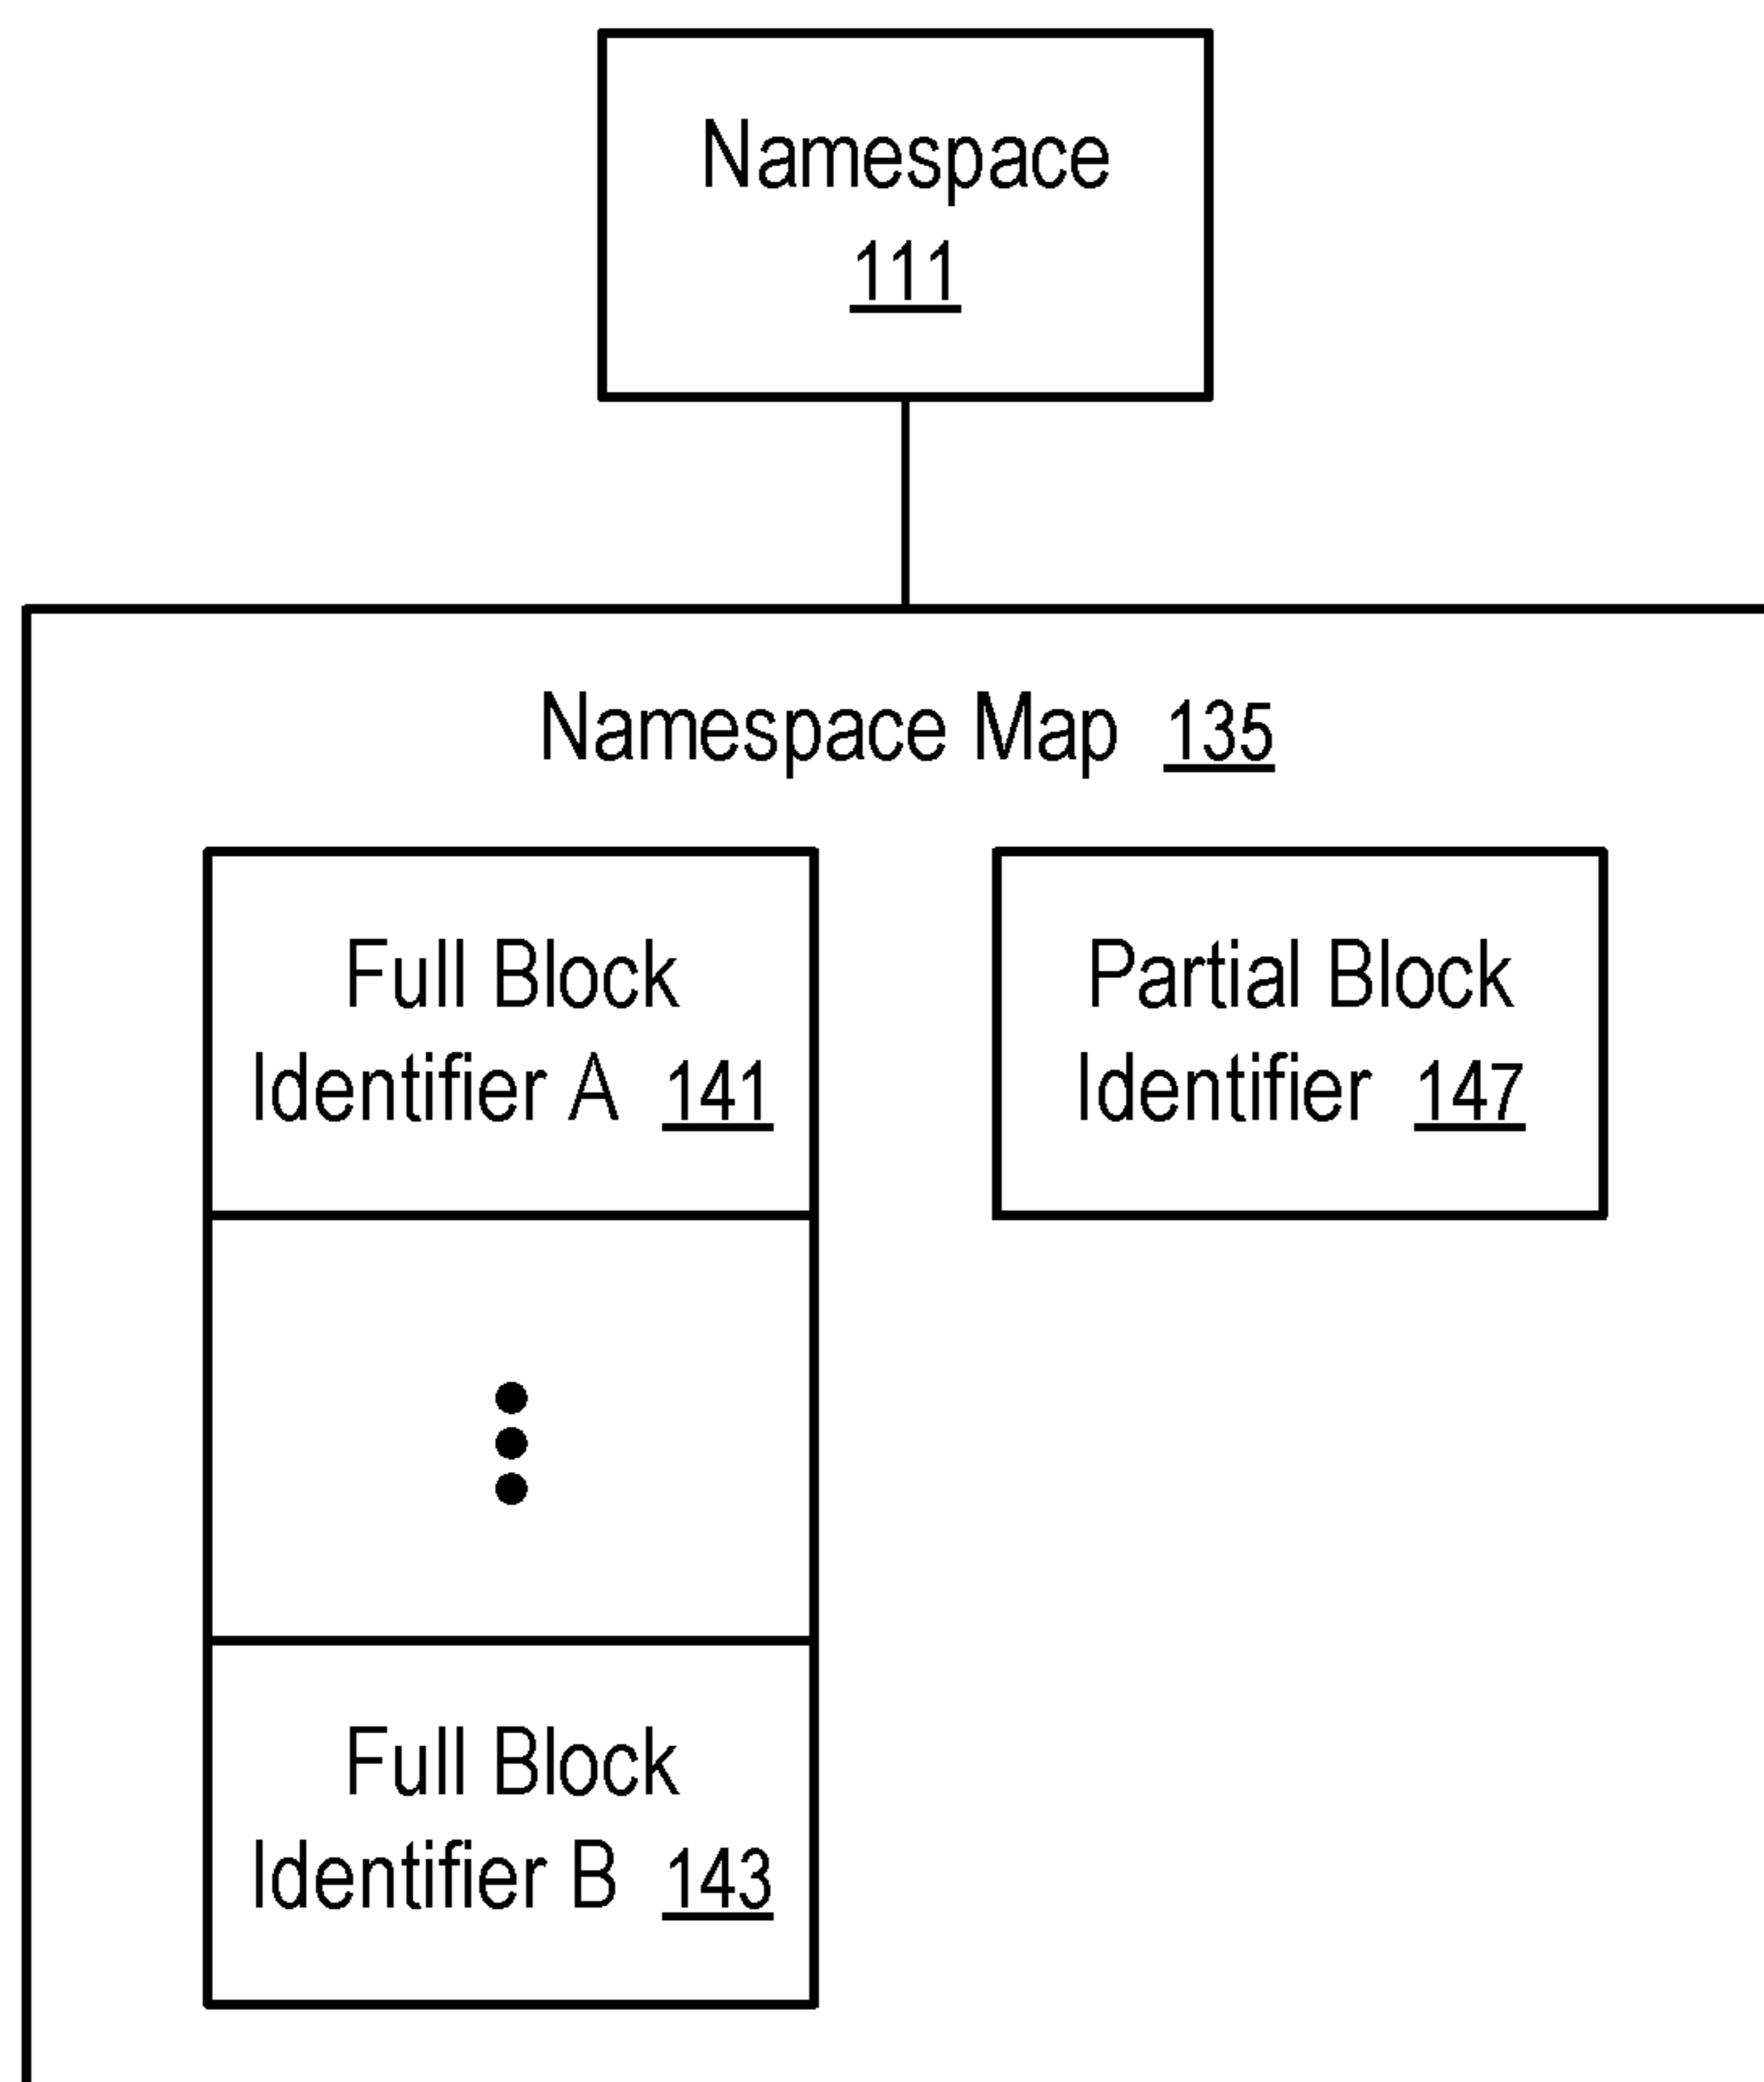 Namespace
111
Namespace Map 135
Full Block
Identifier A 141
Partial Block
Identifier 147
Full Block
Identifier B 143